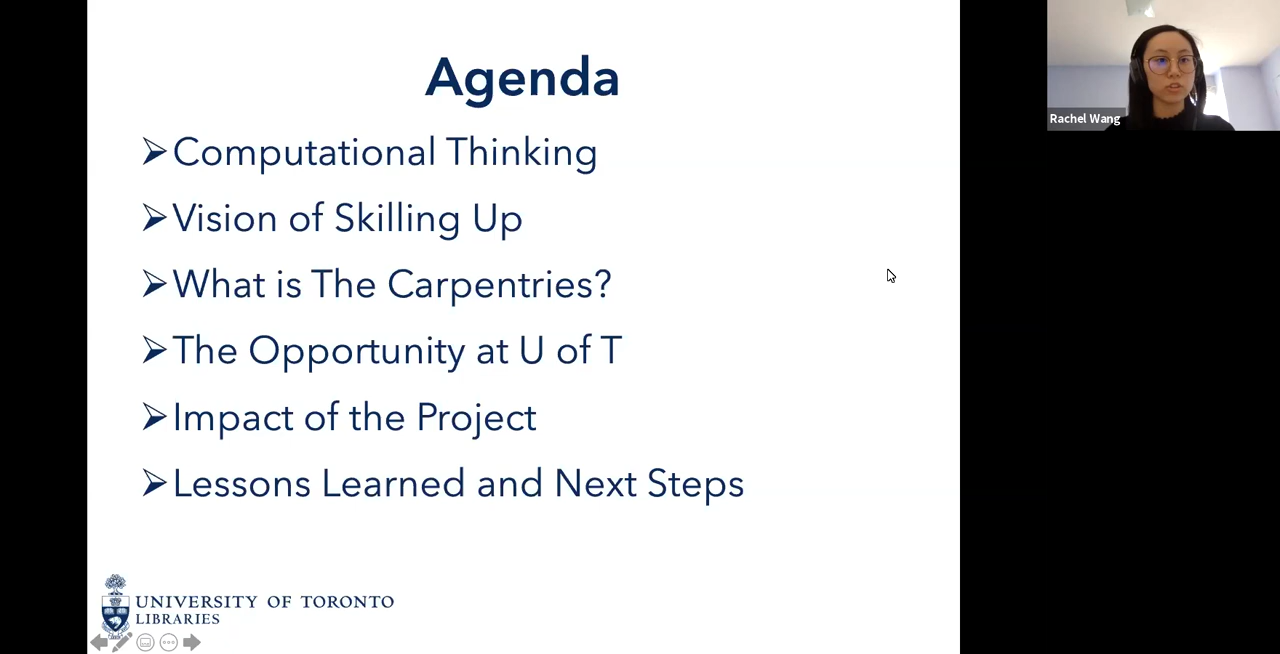 Agenda
Computational Thinking
Vision of Skilling Up
What is The Carpentries?
The Opportunity at U of T
Impact of the Project
Lessons Learned and Next Steps
UNIVERSITY OF TORONTO
LIBRARIES
Rachel Wang